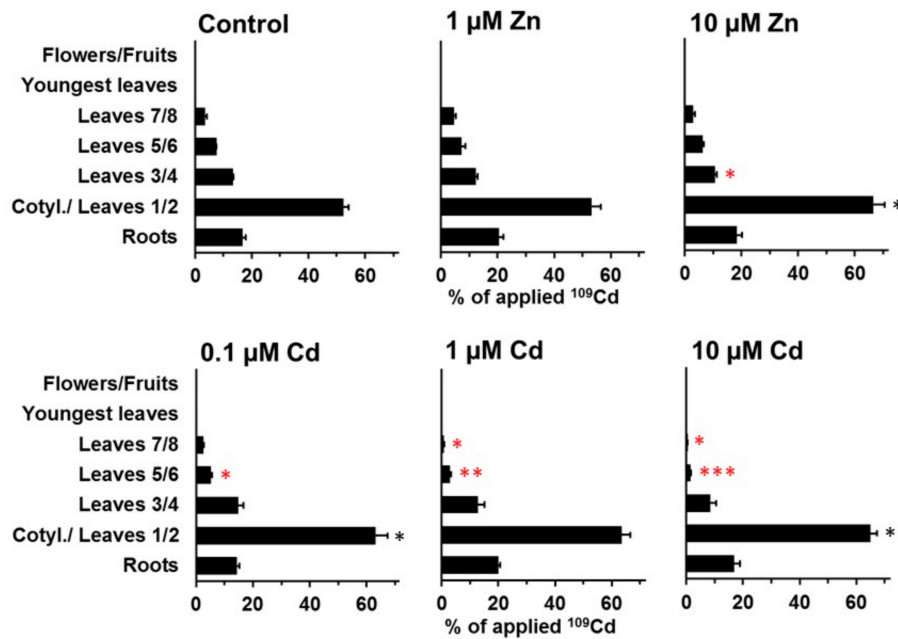 Control
1 µM Zn
10 µM Zn
Flowers/Fruits
Youngest leaves
Leaves 7/8
Leaves 5/6
Leaves 3/4
*
Cotyl./ Leaves 1/2
*
Roots
0 20 40 60
0 20 40 60
0 20 40 60
% of applied ¹⁰⁹Cd
0.1 µM Cd
1 µM Cd
10 µM Cd
Flowers/Fruits
Youngest leaves
Leaves 7/8
* *
Leaves 5/6
* ** ***
Leaves 3/4
Cotyl./ Leaves 1/2
* *
Roots
0 20 40 60
0 20 40 60
0 20 40 60
% of applied ¹⁰⁹Cd